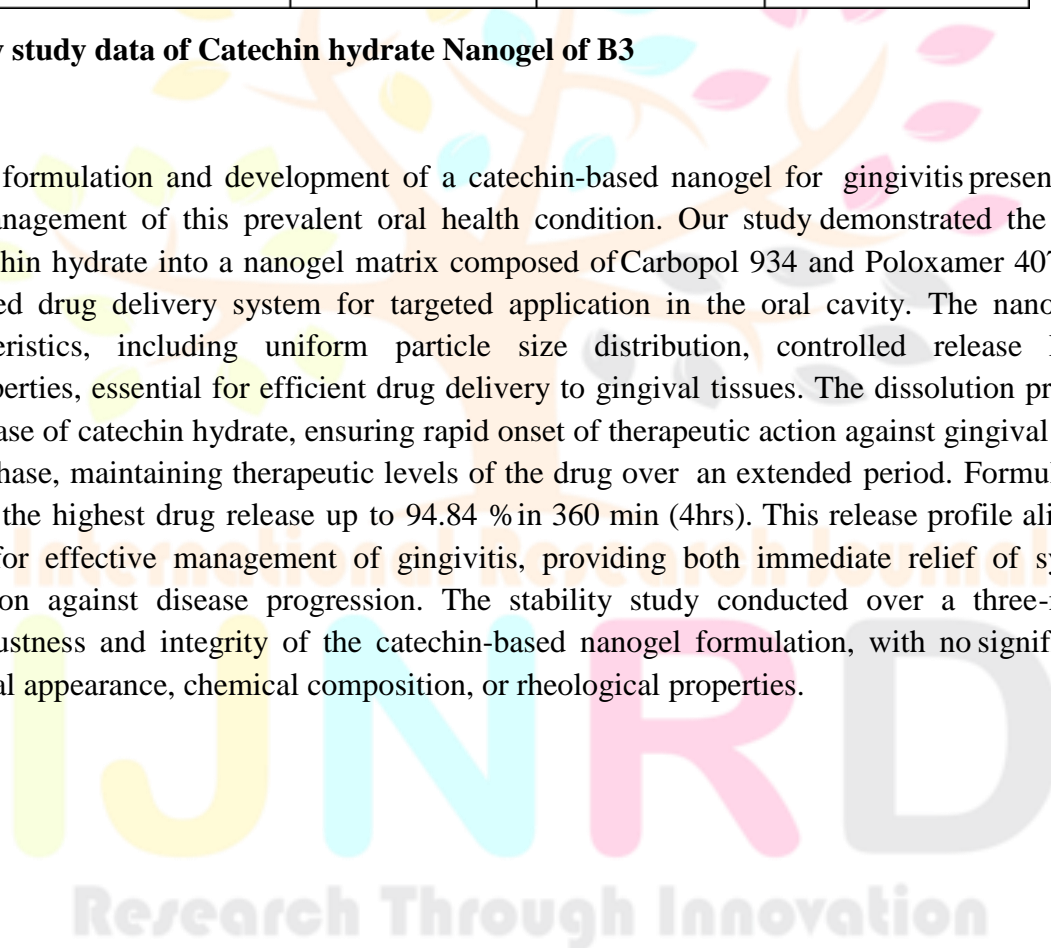 study data of Catechin hydrate Nanogel of B3
formulation and development of a catechin-based nanogel for gingivitis presen
nagement of this prevalent oral health condition. Our study demonstrated the
hin hydrate into a nanogel matrix composed of Carbopol 934 and Poloxamer 407
ed drug delivery system for targeted application in the oral cavity. The nano
eristics, including uniform particle size distribution, controlled release
perties, essential for efficient drug delivery to gingival tissues. The dissolution pr
ase of catechin hydrate, ensuring rapid onset of therapeutic action against gingival
hase, maintaining therapeutic levels of the drug over an extended period. Formul
the highest drug release up to 94.84 % in 360 min (4hrs). This release profile ali
for effective management of gingivitis, providing both immediate relief of sy
on against disease progression. The stability study conducted over a three-
ustness and integrity of the catechin-based nanogel formulation, with no signif
al appearance, chemical composition, or rheological properties.
International Research Journal
IJNRD
Research Through Innovation